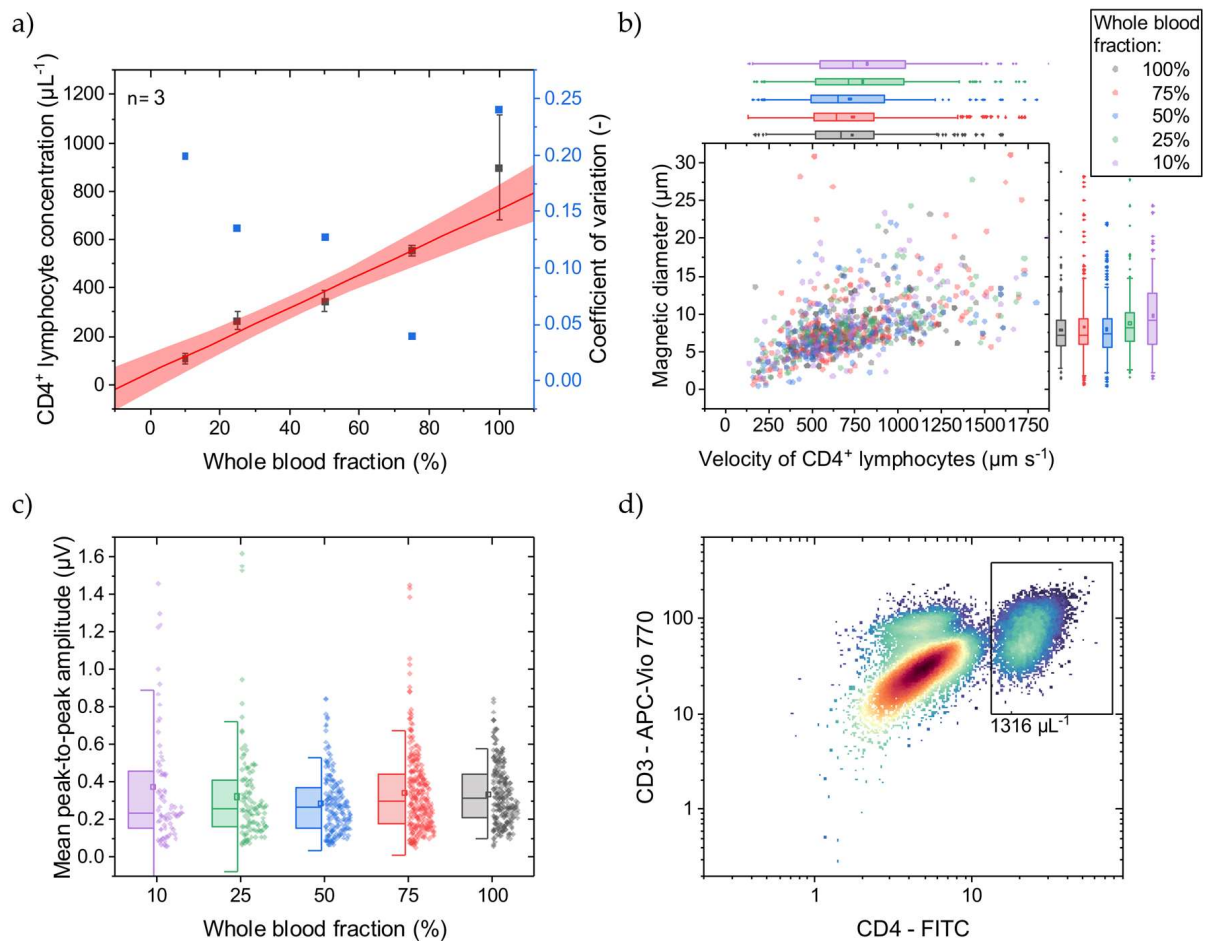 a)
n= 3
CD4⁺ lymphocyte concentration (µL⁻¹)
1200
1000
800
600
400
200
0
0.25
0.20
0.15
0.10
0.05
0.00
Coefficient of variation (-)
0 20 40 60 80 100
Whole blood fraction (%)
b)
Whole blood
fraction:
100%
75%
50%
25%
10%
Magnetic diameter (µm)
30
25
20
15
10
5
0
0 250 500 750 1000 1250 1500 1750
Velocity of CD4⁺ lymphocytes (µm s⁻¹)
c)
Mean peak-to-peak amplitude (µV)
1.6
1.4
1.2
1.0
0.8
0.6
0.4
0.2
0.0
10 25 50 75 100
Whole blood fraction (%)
d)
CD3 - APC-Vio 770
100
10
1
1316 µL⁻¹
1 10
CD4 - FITC